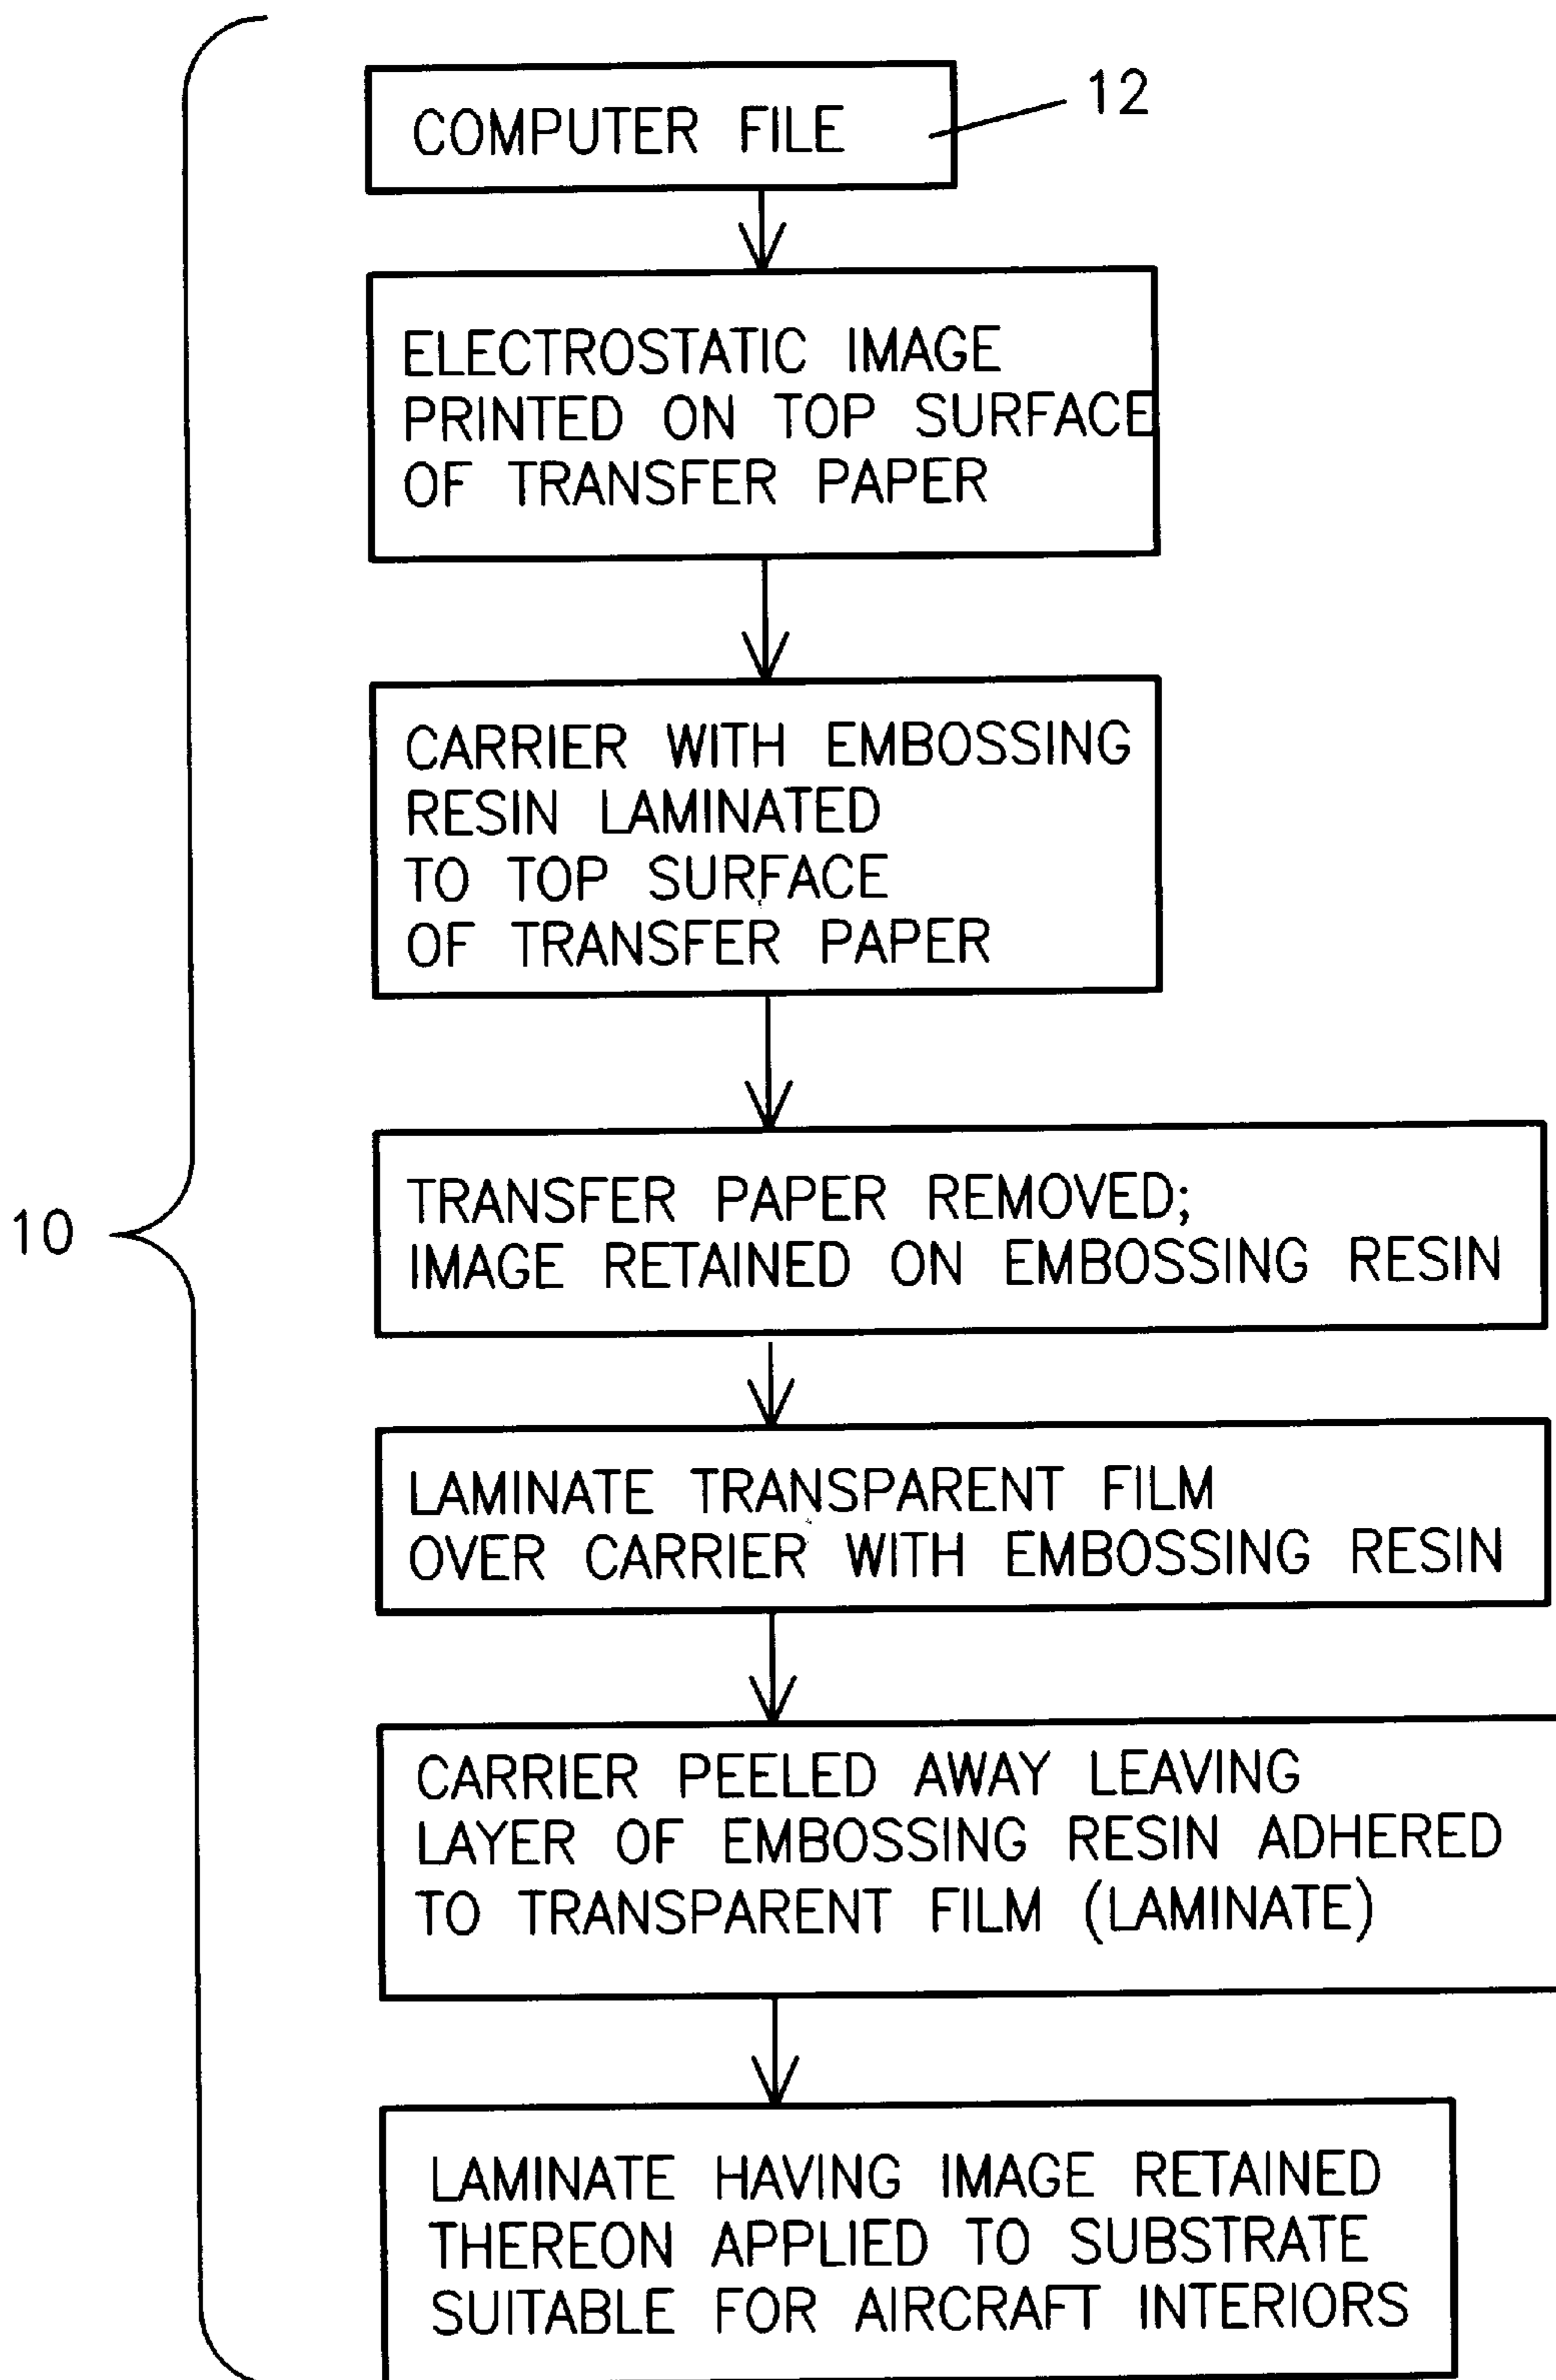 COMPUTER FILE
12
ELECTROSTATIC IMAGE
PRINTED ON TOP SURFACE
OF TRANSFER PAPER
CARRIER WITH EMBOSSING
RESIN LAMINATED
TO TOP SURFACE
OF TRANSFER PAPER
10
TRANSFER PAPER REMOVED;
IMAGE RETAINED ON EMBOSSING RESIN
LAMINATE TRANSPARENT FILM
OVER CARRIER WITH EMBOSSING RESIN
CARRIER PEELED AWAY LEAVING
LAYER OF EMBOSSING RESIN ADHERED
TO TRANSPARENT FILM (LAMINATE)
LAMINATE HAVING IMAGE RETAINED
THEREON APPLIED TO SUBSTRATE
SUITABLE FOR AIRCRAFT INTERIORS